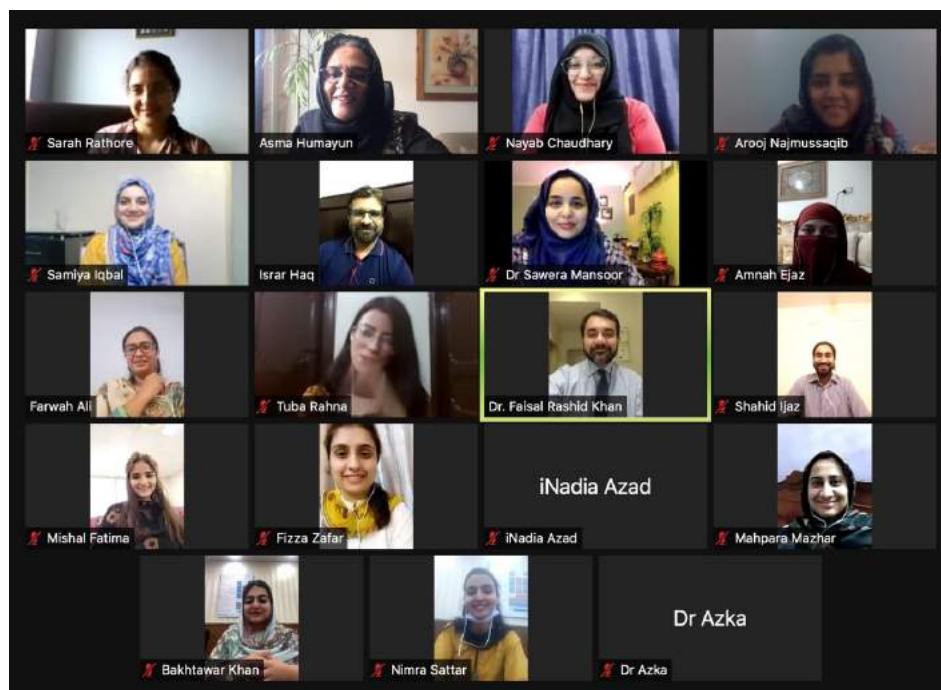 Sarah Rathore
Asma Humayun
Nayab Chaudhary
Arooj Najmussaqib
Samiya Iqbal
Israr Haq
Dr Sawera Mansoor
Amnah Ejaz
Farwah Ali
Tuba Rahna
Dr. Faisal Rashid Khan
Shahid Ijaz
Mishal Fatima
Fizza Zafar
iNadia Azad
iNadia Azad
Mahpara Mazhar
Bakhtawar Khan
Nimra Sattar
Dr Azka
Dr Azka